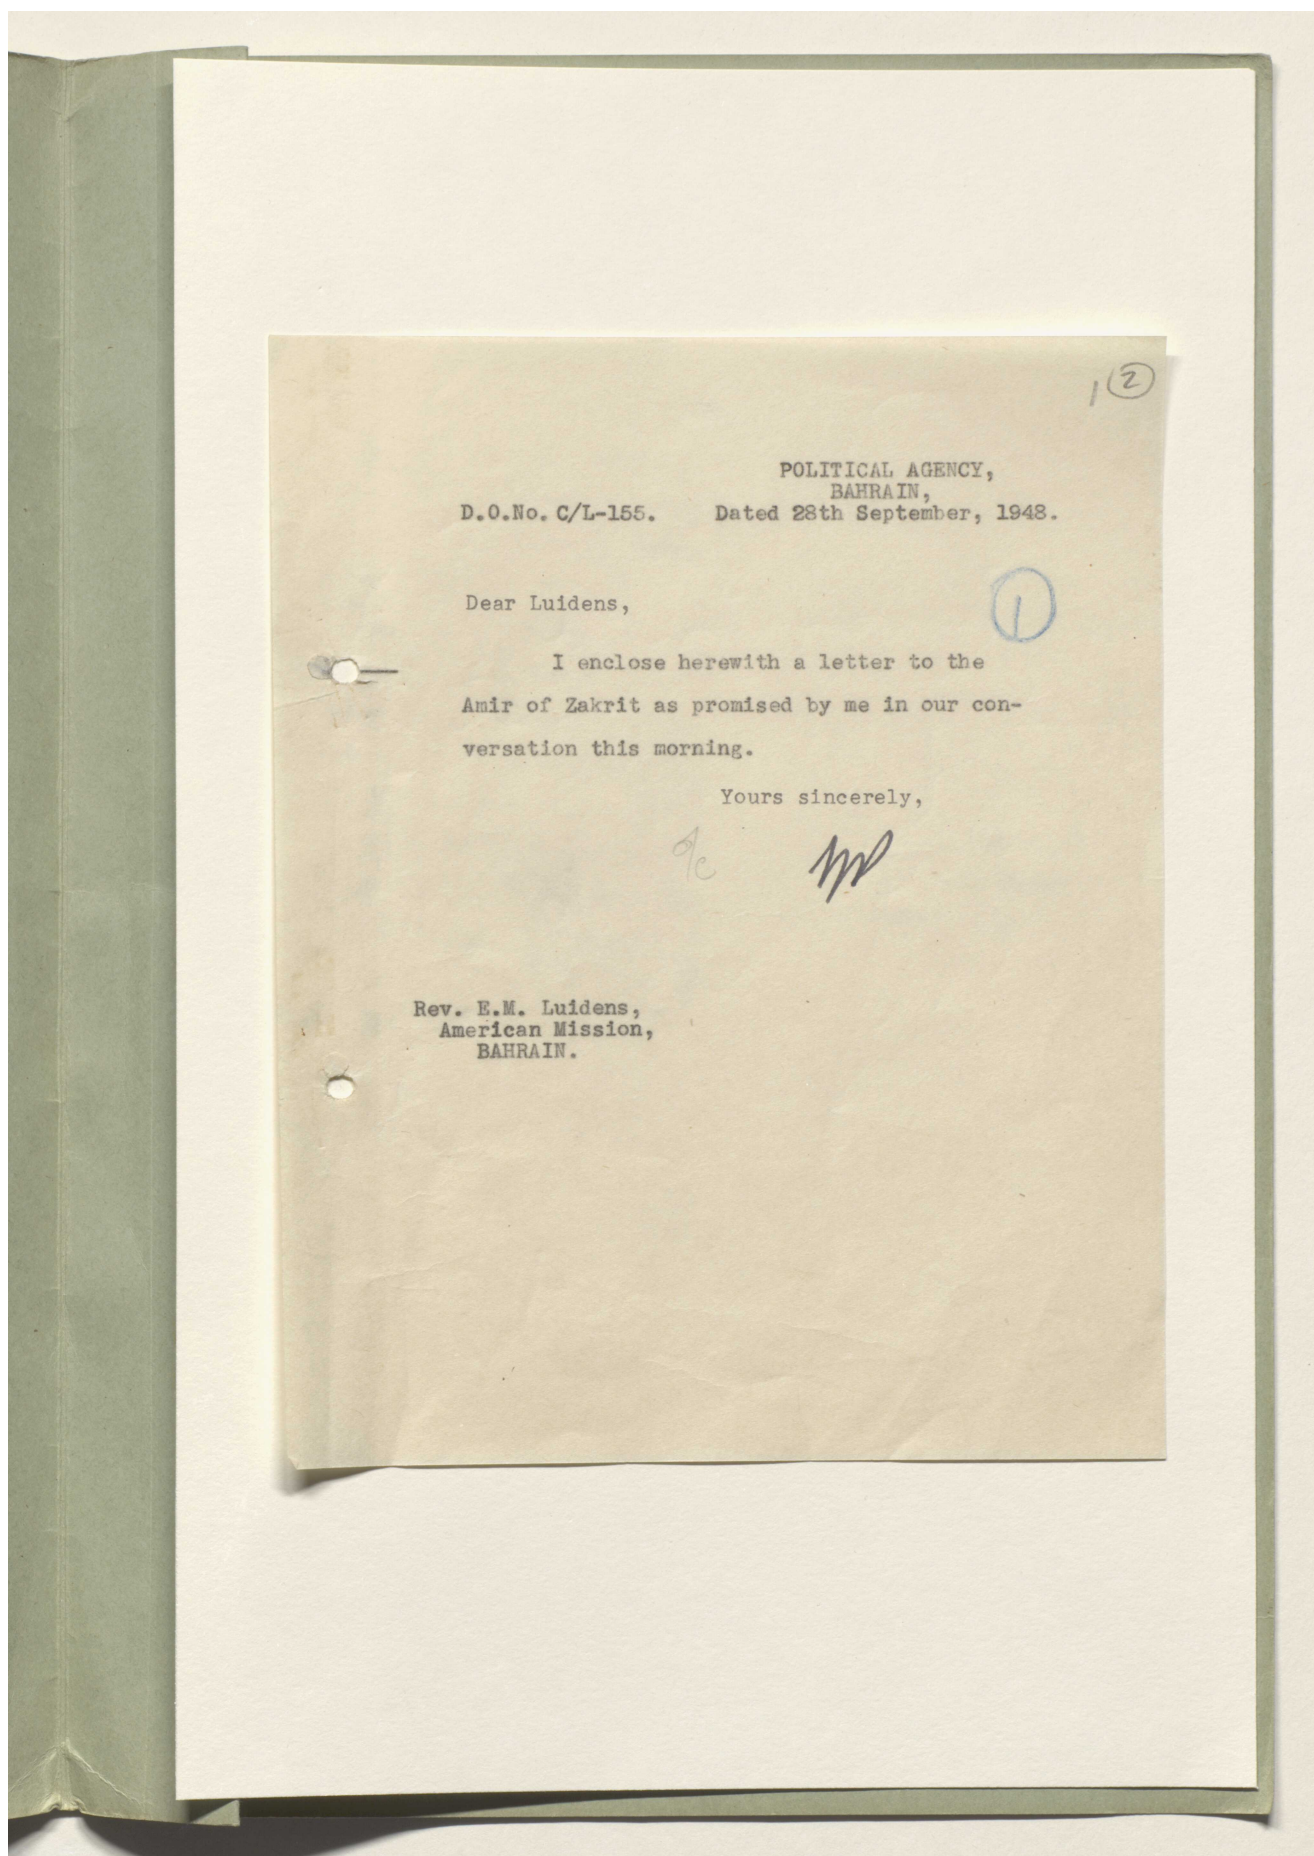 1 2
POLITICAL AGENCY,
BAHRAIN,
D.O.No. C/L-155. Dated 28th September, 1948.
1
Dear Luidens,
I enclose herewith a letter to the
Amir of Zakrit as promised by me in our con-
versation this morning.
Yours sincerely,
o/c
Rev. E.M. Luidens,
American Mission,
BAHRAIN.